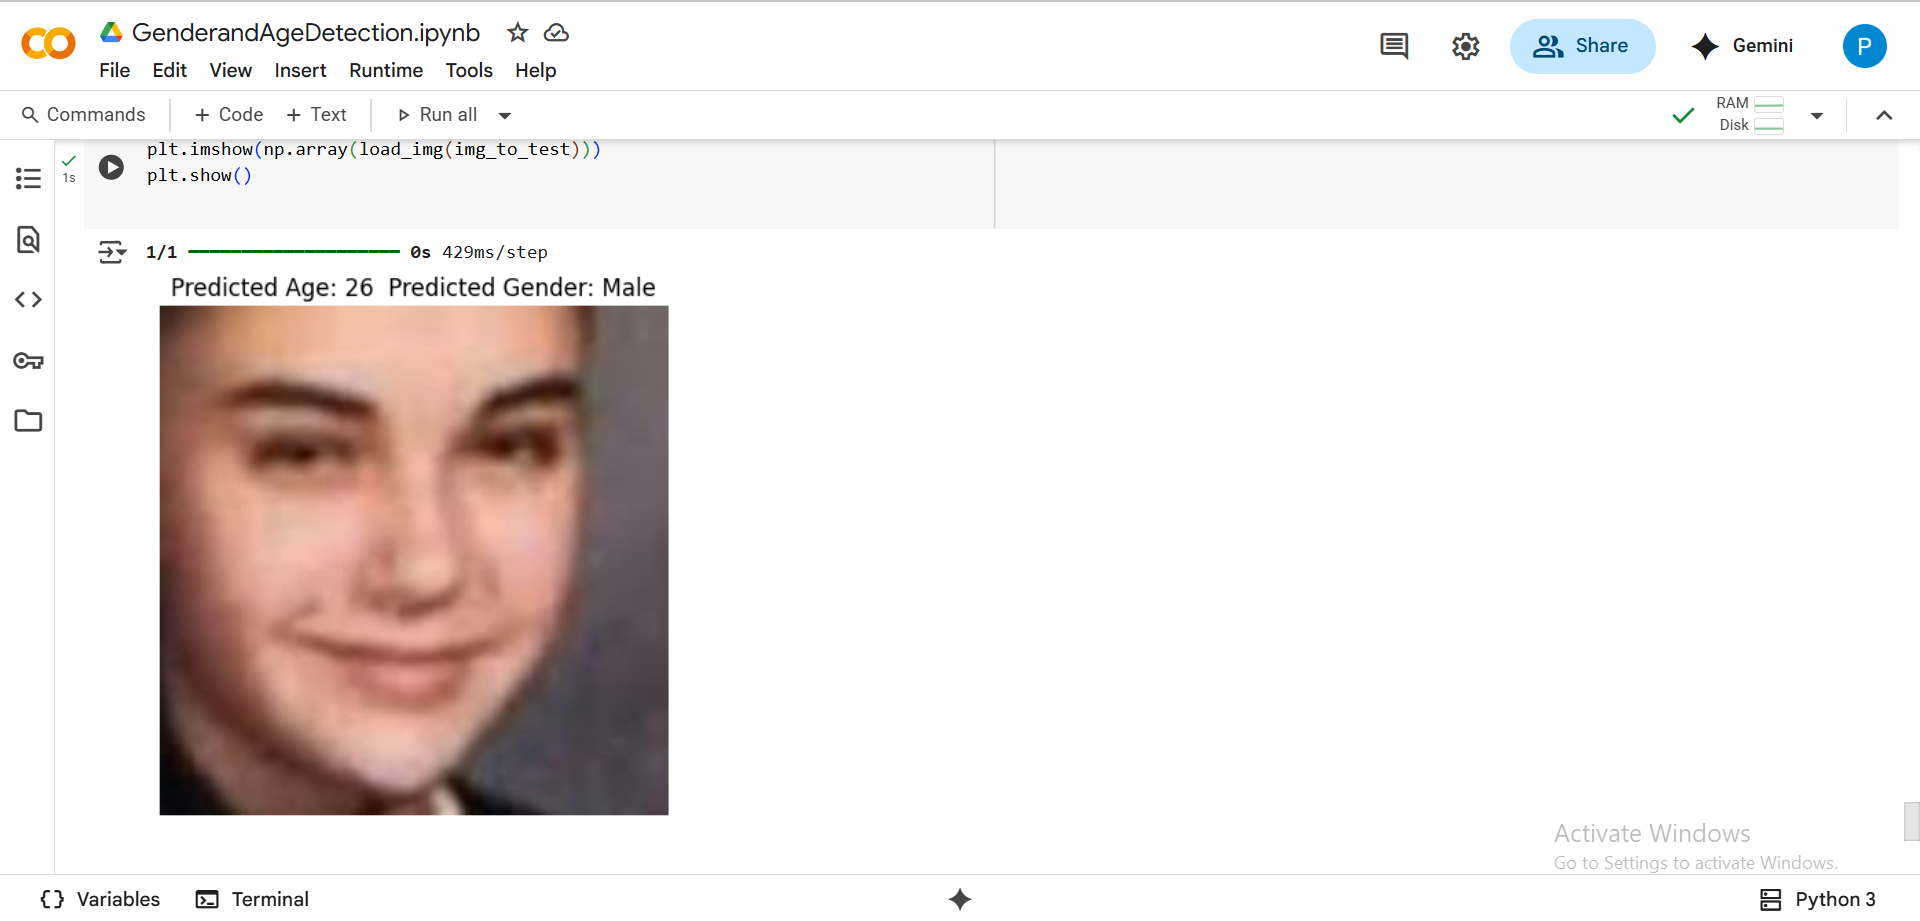 GenderandAgeDetection.ipynb
File Edit View Insert Runtime Tools Help
Share
Gemini
P
Commands
+ Code + Text
Run all
RAM
Disk
plt.imshow(np.array(load_img(img_to_test)))
plt.show()
1s
1/1 0s 429ms/step
Predicted Age: 26 Predicted Gender: Male
Activate Windows
Go to Settings to activate Windows.
{} Variables
Terminal
Python 3